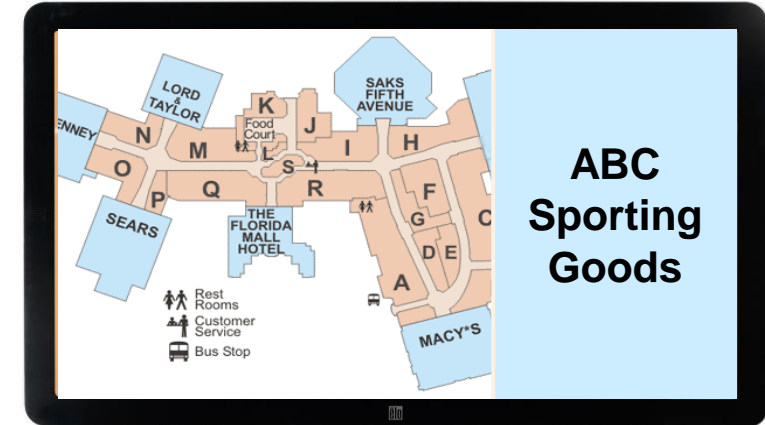 LORD
&
TAYLOR
SAKS
FIFTH
AVENUE
ENNEY
K
Food
Court
J
N
M
L
I
H
O
S
P
Q
R
F
G
C
SEARS
THE
FLORIDA
MALL
HOTEL
D
E
A
Rest
Rooms
Customer
Service
Bus Stop
MACY*S
ABC
Sporting
Goods
elo